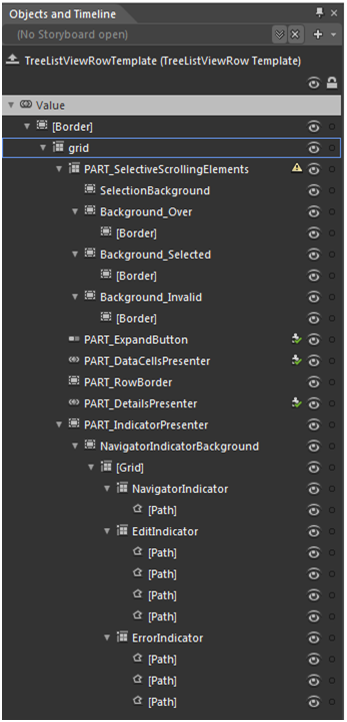 Objects and Timeline
(No Storyboard open)
TreeListViewRowTemplate (TreeListViewRow Template)
Value
[Border]
grid
PART_SelectiveScrollingElements
SelectionBackground
Background_Over
[Border]
Background_Selected
[Border]
Background_Invalid
[Border]
PART_ExpandButton
PART_DataCellsPresenter
PART_RowBorder
PART_DetailsPresenter
PART_IndicatorPresenter
NavigatorIndicatorBackground
[Grid]
NavigatorIndicator
[Path]
EditIndicator
[Path]
[Path]
[Path]
[Path]
ErrorIndicator
[Path]
[Path]
[Path]